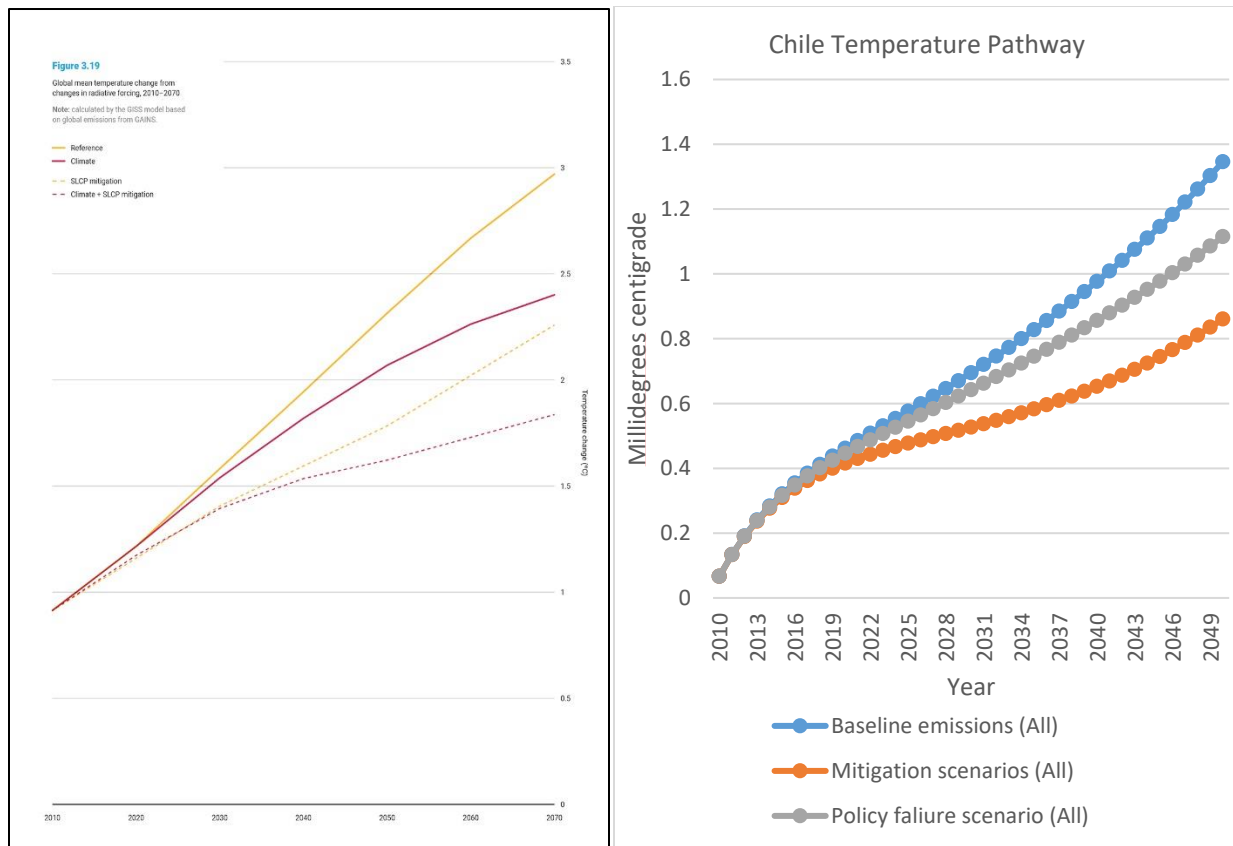 Figure 3.19
Global mean temperature change from
changes in radiative forcing, 2010–2070
Note: calculated by the GISS model based
on global emissions from GAINS.
Reference
Climate
SLCP mitigation
Climate + SLCP mitigation
3.5
3
2.5
2
1.5
1
0.5
0
Temperature change (°C)
2010 2020 2030 2040 2050 2060 2070
Chile Temperature Pathway
Millidegrees centigrade
1.6
1.4
1.2
1
0.8
0.6
0.4
0.2
0
2010 2013 2016 2019 2022 2025 2028 2031 2034 2037 2040 2043 2046 2049
Year
Baseline emissions (All)
Mitigation scenarios (All)
Policy faliure scenario (All)